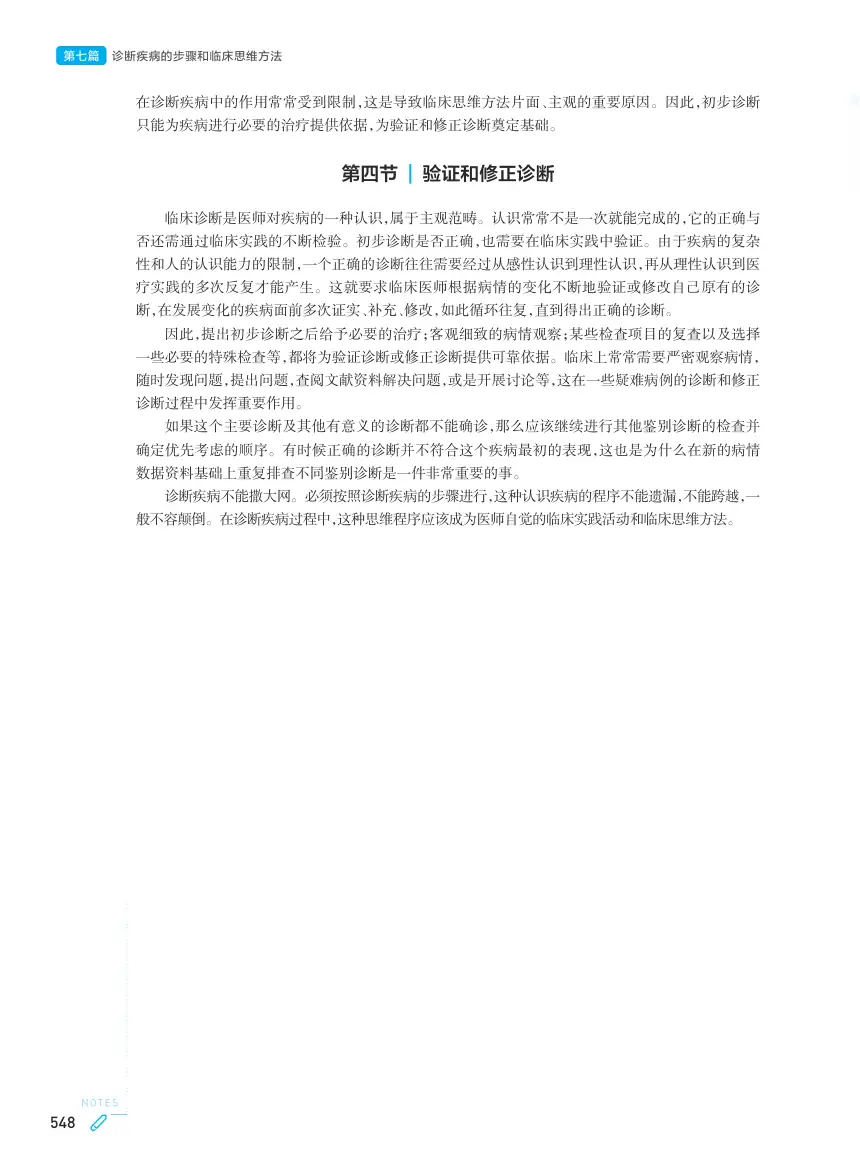 第七篇 诊断疾病的步骤和临床思维方法
在诊断疾病中的作用常常受到限制,这是导致临床思维方法片面、主观的重要原因。因此,初步诊断
只能为疾病进行必要的治疗提供依据,为验证和修正诊断奠定基础。
第四节 | 验证和修正诊断
临床诊断是医师对疾病的一种认识,属于主观范畴。认识常常不是一次就能完成的,它的正确与
否还需通过临床实践的不断检验。初步诊断是否正确,也需要在临床实践中验证。由于疾病的复杂
性和人的认识能力的限制,一个正确的诊断往往需要经过从感性认识到理性认识,再从理性认识到医
疗实践的多次反复才能产生。这就要求临床医师根据病情的变化不断地验证或修改自己原有的诊
断,在发展变化的疾病面前多次证实、补充、修改,如此循环往复,直到得出正确的诊断。
因此,提出初步诊断之后给予必要的治疗;客观细致的病情观察;某些检查项目的复查以及选择
一些必要的特殊检查等,都将为验证诊断或修正诊断提供可靠依据。临床上常常需要严密观察病情,
随时发现问题,提出问题,查阅文献资料解决问题,或是开展讨论等,这在一些疑难病例的诊断和修正
诊断过程中发挥重要作用。
如果这个主要诊断及其他有意义的诊断都不能确诊,那么应该继续进行其他鉴别诊断的检查并
确定优先考虑的顺序。有时候正确的诊断并不符合这个疾病最初的表现,这也是为什么在新的病情
数据资料基础上重复排查不同鉴别诊断是一件非常重要的事。
诊断疾病不能撒大网。必须按照诊断疾病的步骤进行,这种认识疾病的程序不能遗漏,不能跨越,一
般不容颠倒。在诊断疾病过程中,这种思维程序应该成为医师自觉的临床实践活动和临床思维方法。
NOTES
548